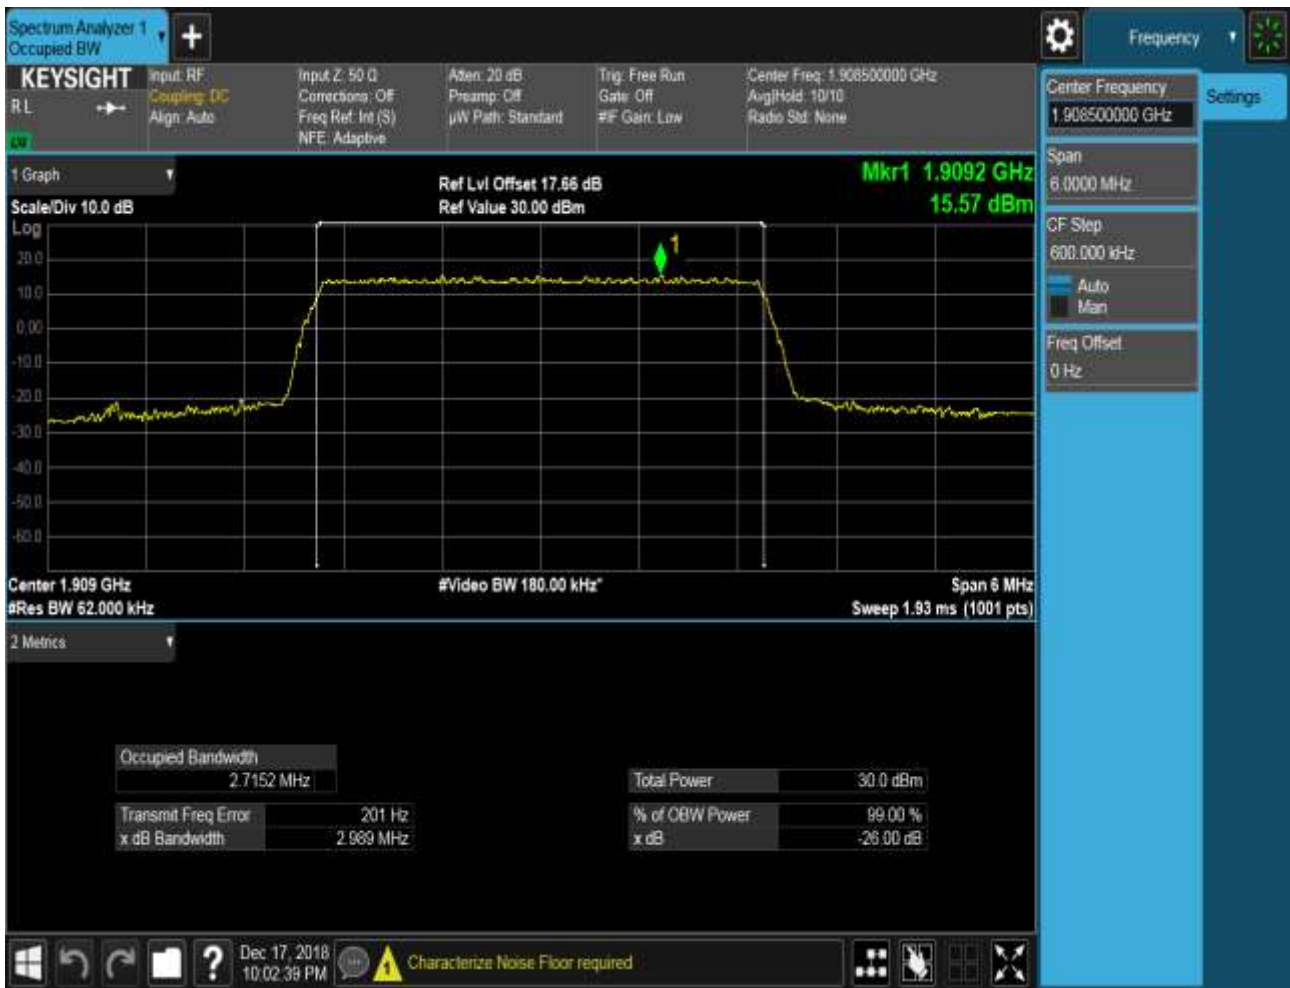 Spectrum Analyzer 1
Occupied BW
+
Frequency
KEYSIGHT
RL
Input: RF
Coupling: DC
Align: Auto
Input Z: 50 Ω
Corrections: Off
Freq Ref: Int (S)
NFE: Adaptive
Atten: 20 dB
Preamp: Off
µW Path: Standard
Trig: Free Run
Gate: Off
#IF Gain: Low
Center Freq: 1.908500000 GHz
Avg|Hold: 10/10
Radio Std: None
Center Frequency
1.908500000 GHz
Settings
Span
6.0000 MHz
CF Step
600.000 kHz
Auto
Man
Freq Offset
0 Hz
1 Graph
Scale/Div 10.0 dB
Ref Lvl Offset 17.66 dB
Ref Value 30.00 dBm
Mkr1 1.9092 GHz
15.57 dBm
Log
1
20.0
10.0
0.00
-10.0
-20.0
-30.0
-40.0
-50.0
-60.0
Center 1.909 GHz
#Res BW 62.000 kHz
#Video BW 180.00 kHz*
Span 6 MHz
Sweep 1.93 ms (1001 pts)
2 Metrics
Occupied Bandwidth
2.7152 MHz
Transmit Freq Error 201 Hz
x dB Bandwidth 2.989 MHz
Total Power 30.0 dBm
% of OBW Power 99.00 %
x dB -26.00 dB
?
Dec 17, 2018
10:02:39 PM
1
Characterize Noise Floor required